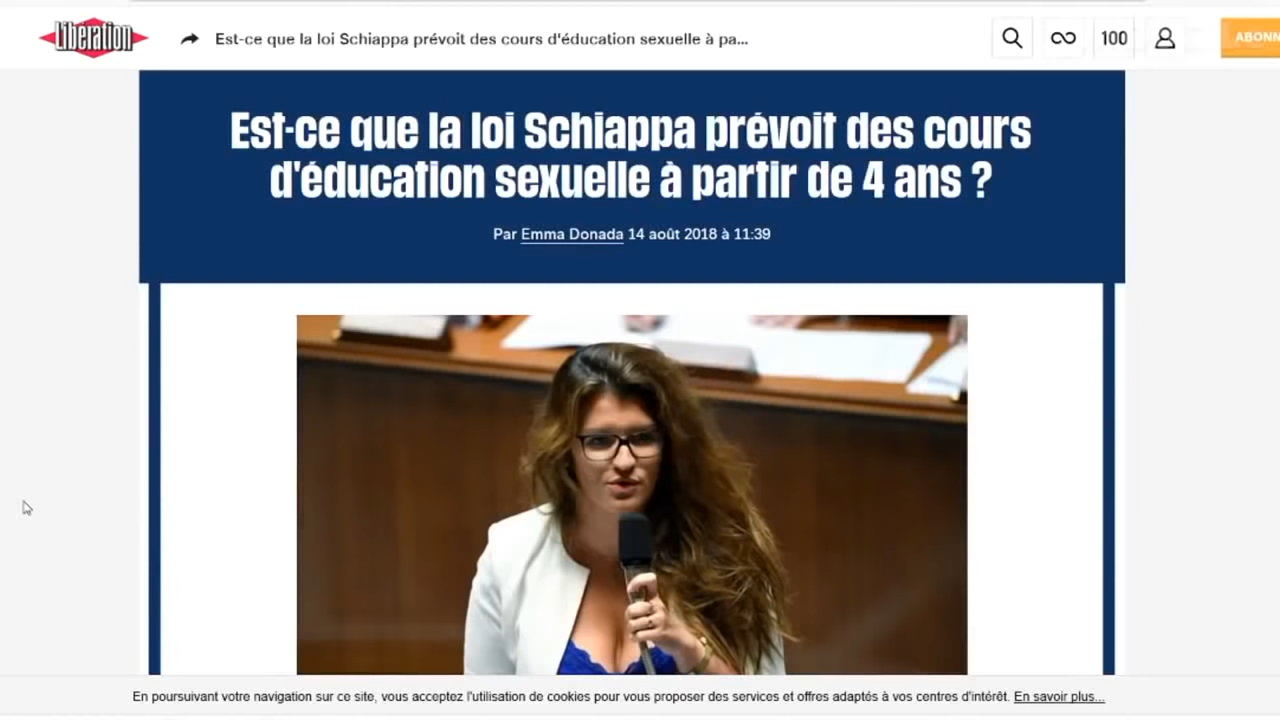 Libération
Est-ce que la loi Schiappa prévoit des cours d'éducation sexuelle à pa...
100
ABONN
Est-ce que la loi Schiappa prévoit des cours
d'éducation sexuelle à partir de 4 ans ?
Par Emma Donada 14 août 2018 à 11:39
En poursuivant votre navigation sur ce site, vous acceptez l'utilisation de cookies pour vous proposer des services et offres adaptés à vos centres d'intérêt. En savoir plus...